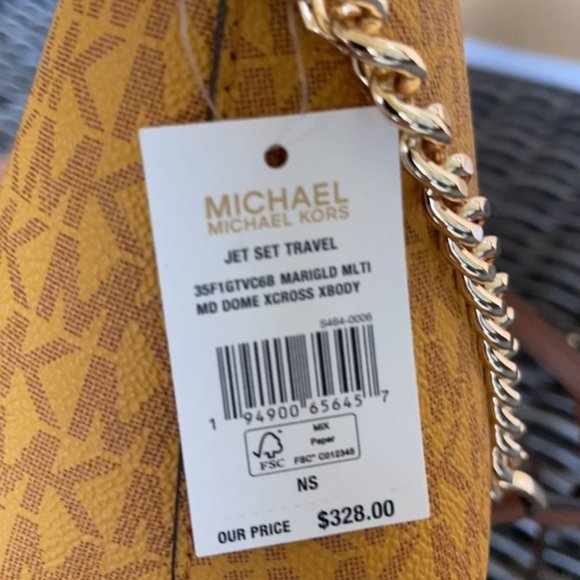 MICHAEL
MICHAEL KORS
JET SET TRAVEL
35F1GTVC6B MARIGLD MLTI
MD DOME XCROSS XBODY
S464-0006
1 94900 65645 7
FSC
MIX
Paper
FSC® C012345
NS
OUR PRICE $328.00